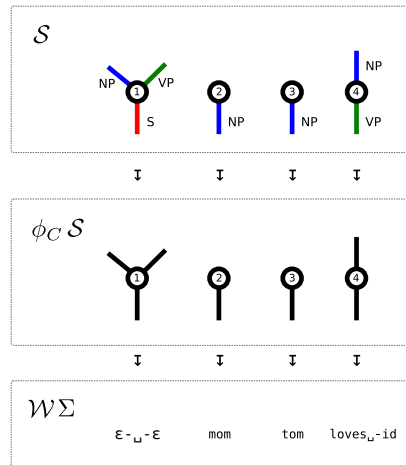 𝒮
NP VP NP
1 2 3 4
S NP NP VP
↧ ↧ ↧ ↧
ϕ_C 𝒮
1 2 3 4
↧ ↧ ↧ ↧
𝒲Σ
ε-␣-ε mom tom loves␣-id